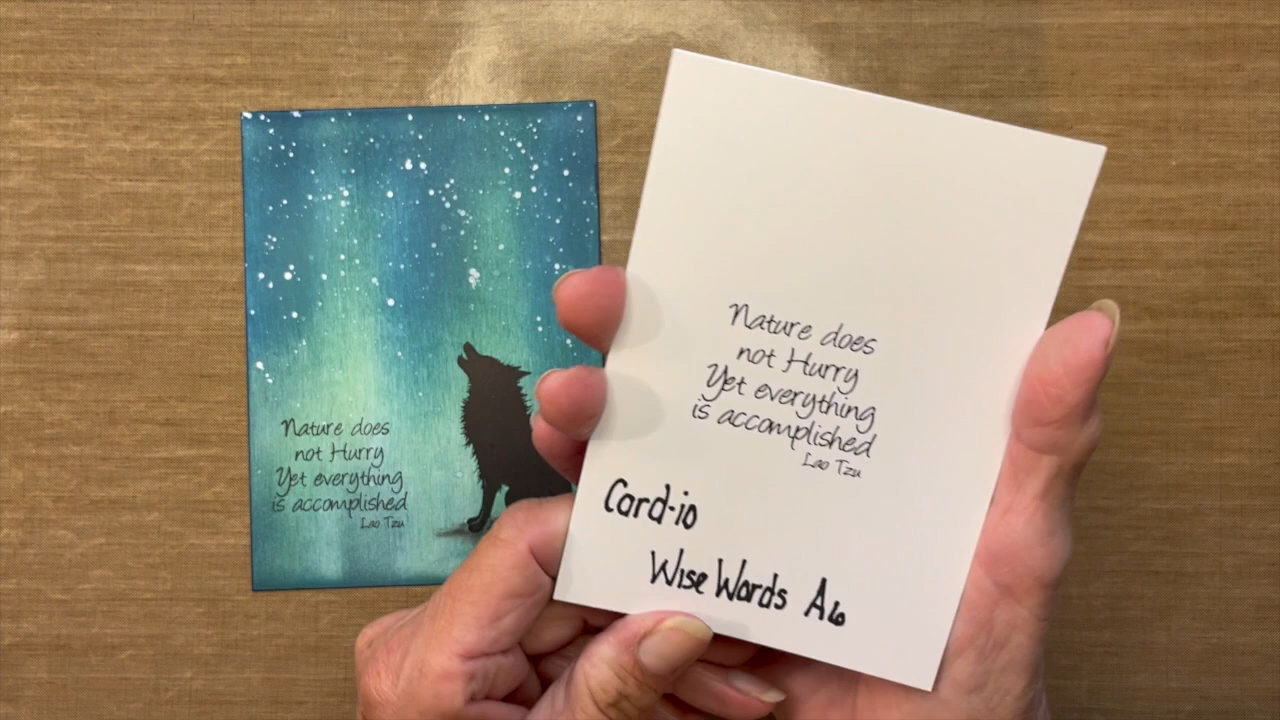 Nature does
not Hurry
Yet everything
is accomplished
Lao Tzu
Nature does
not Hurry
Yet everything
is accomplished
Lao Tzu
Card-io
Wise Words A6